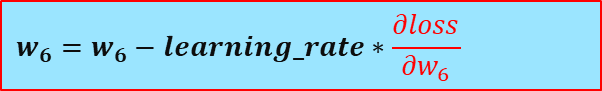 w₆ = w₆ − learning_rate * ∂loss/∂w₆